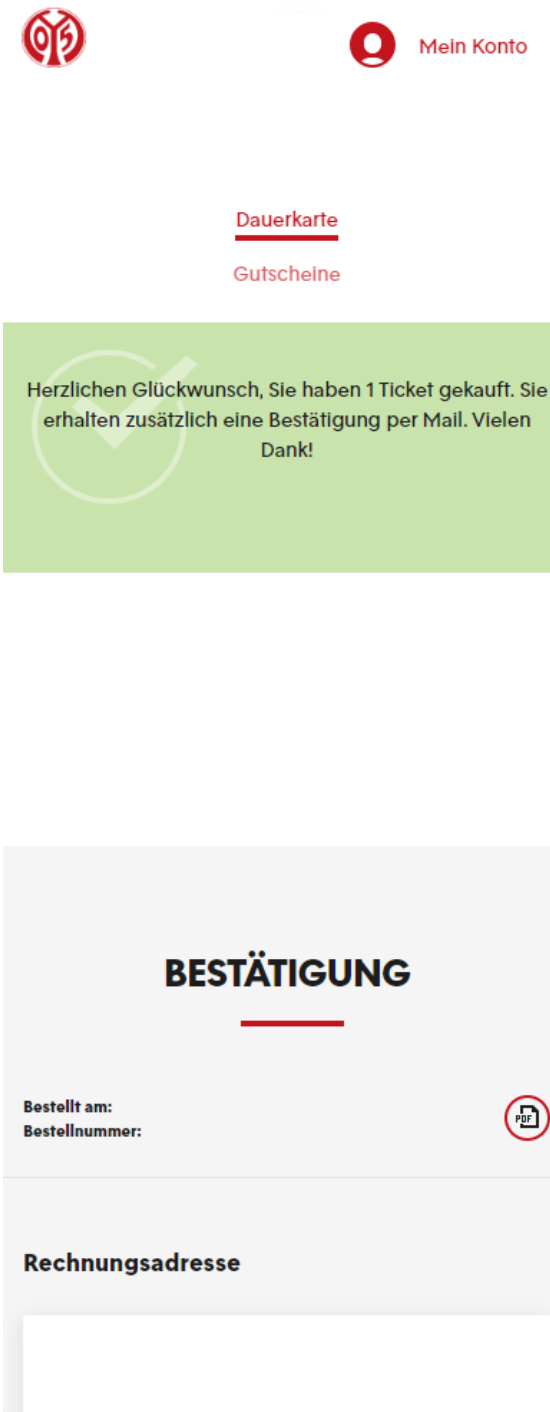 Mein Konto
Dauerkarte
Gutscheine
Herzlichen Glückwunsch, Sie haben 1 Ticket gekauft. Sie
erhalten zusätzlich eine Bestätigung per Mail. Vielen
Dank!
BESTÄTIGUNG
Bestellt am:
PDF
Bestellnummer:
Rechnungsadresse